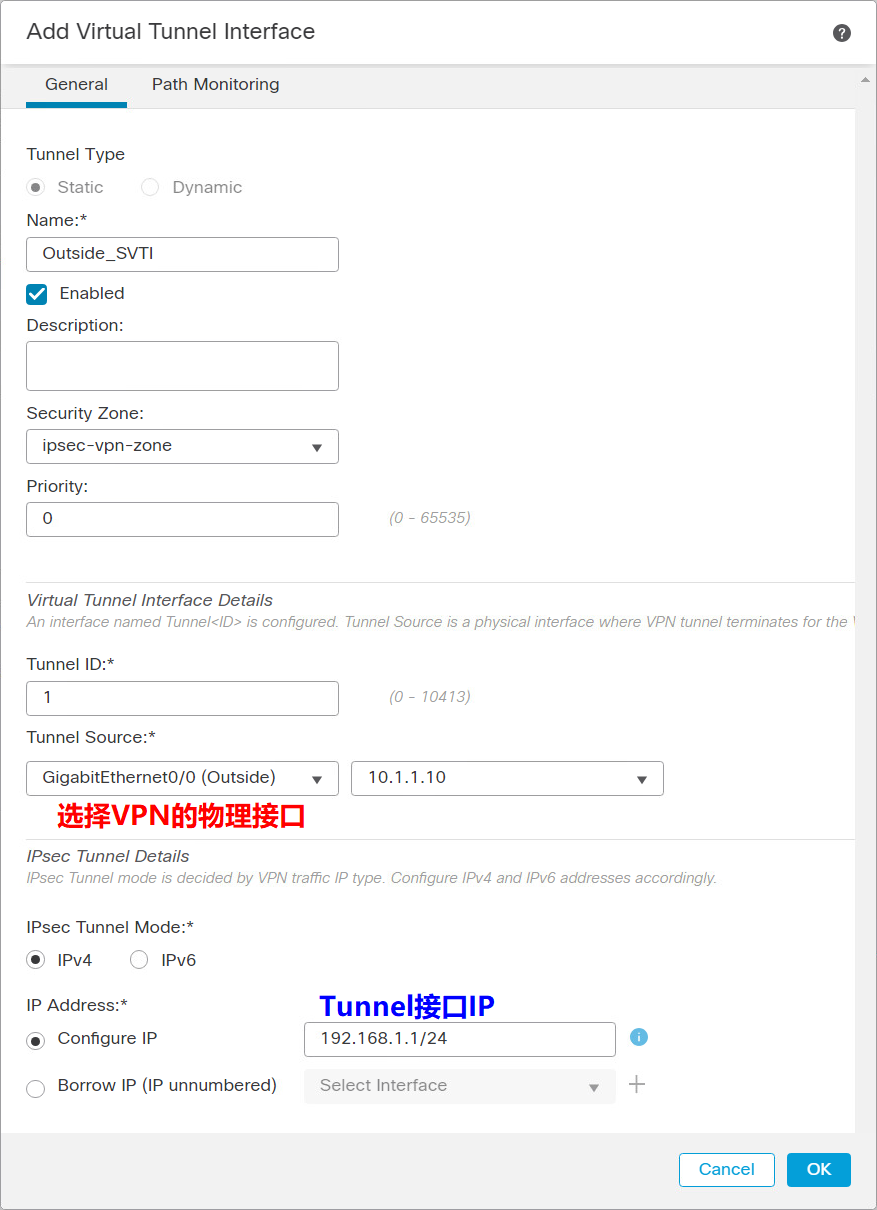 Add Virtual Tunnel Interface
?
General Path Monitoring
Tunnel Type
Static Dynamic
Name:*
Outside_SVTI
Enabled
Description:
Security Zone:
ipsec-vpn-zone
Priority:
0 (0 - 65535)
Virtual Tunnel Interface Details
An interface named Tunnel<ID> is configured. Tunnel Source is a physical interface where VPN tunnel terminates for the
Tunnel ID:*
1 (0 - 10413)
Tunnel Source:*
GigabitEthernet0/0 (Outside) 10.1.1.10
选择VPN的物理接口
IPsec Tunnel Details
IPsec Tunnel mode is decided by VPN traffic IP type. Configure IPv4 and IPv6 addresses accordingly.
IPsec Tunnel Mode:*
IPv4 IPv6
IP Address:* Tunnel接口IP
Configure IP 192.168.1.1/24 i
Borrow IP (IP unnumbered) Select Interface +
Cancel OK